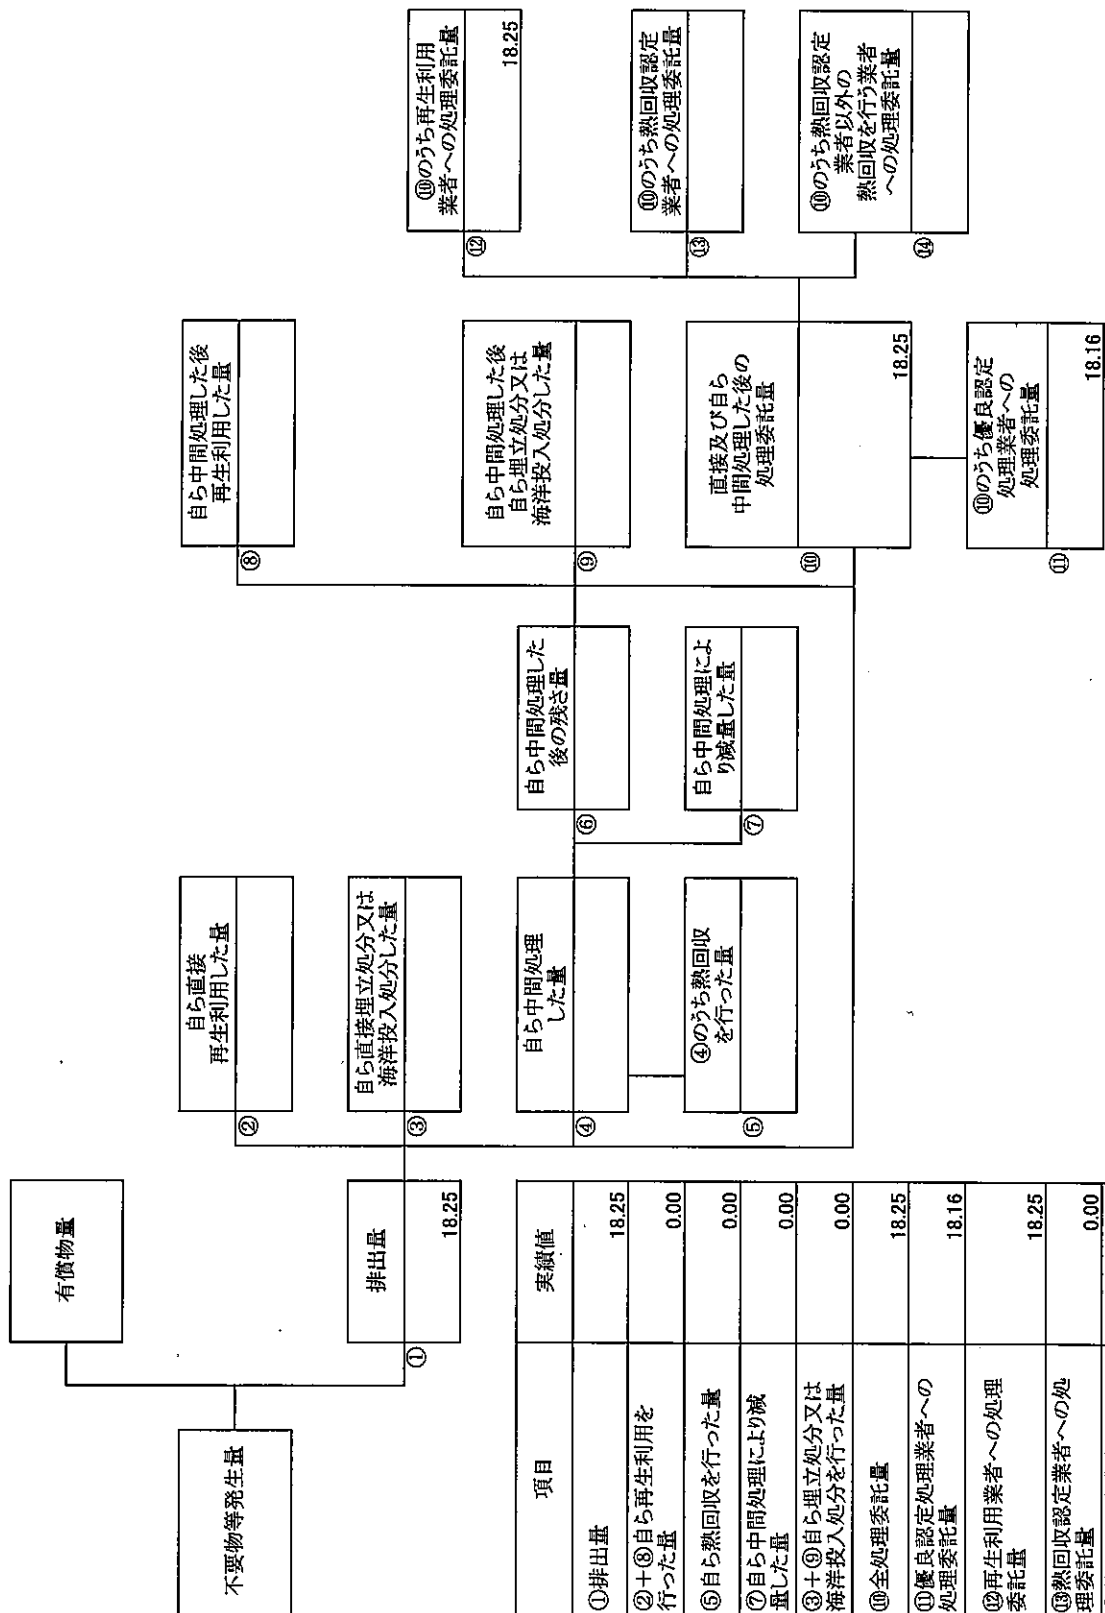 不要物等発生量
有償物量
①
排出量
18.25
②
自ら直接
再生利用した量
③
自ら直接埋立処分又は
海洋投入処分した量
④
自ら中間処理
した量
⑤
④のうち熱回収
を行った量
⑥
自ら中間処理した
後の残さ量
⑦
自ら中間処理によ
り減量した量
⑧
自ら中間処理した後
再生利用した量
⑨
自ら中間処理した後
自ら埋立処分又は
海洋投入処分した量
⑩
直接及び自ら
中間処理した後の
処理委託量
18.25
⑪
⑩のうち優良認定
処理業者への
処理委託量
18.16
⑫
⑩のうち再生利用
業者への処理委託量
18.25
⑬
⑩のうち熱回収認定
業者への処理委託量
⑭
⑩のうち熱回収認定
業者以外の
熱回収を行う業者
への処理委託量
項目 実績値
①排出量 18.25
②+⑧自ら再生利用を
行った量 0.00
⑤自ら熱回収を行った量 0.00
⑦自ら中間処理により減
量した量 0.00
③+⑨自ら埋立処分又は
海洋投入処分を行った量 0.00
⑩全処理委託量 18.25
⑪優良認定処理業者への
処理委託量 18.16
⑫再生利用業者への処理
委託量 18.25
⑬熱回収認定業者への処
理委託量 0.00